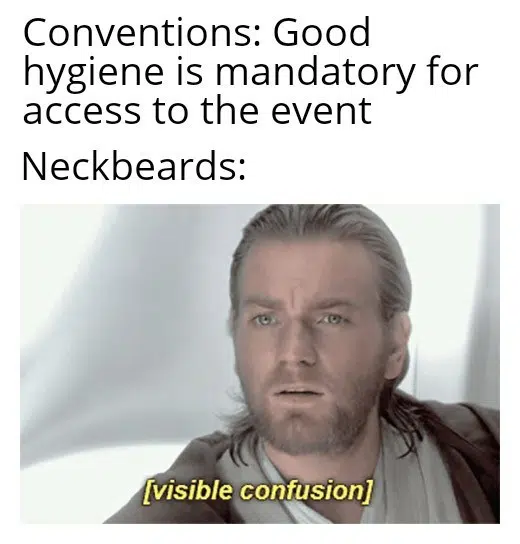 Conventions: Good
hygiene is mandatory for
access to the event
Neckbeards:
[visible confusion]